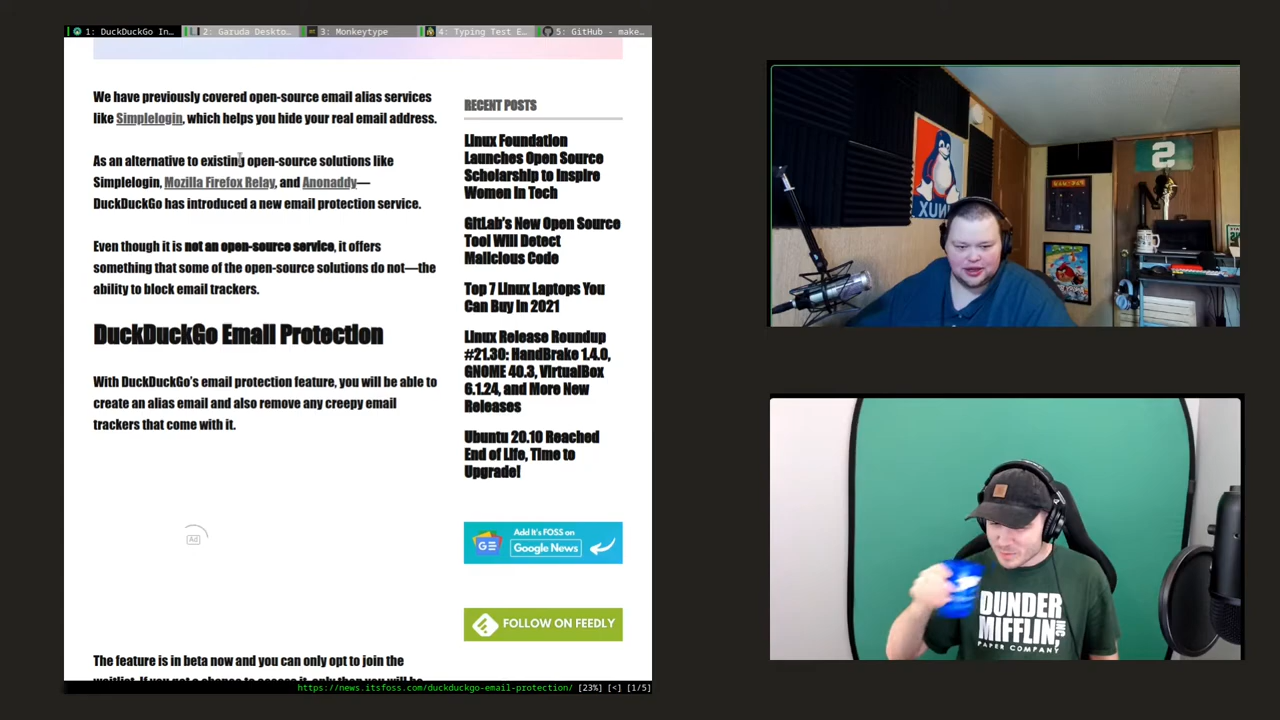 1: DuckDuckGo In...
2: Garuda Deskto...
3: Monkeytype
4: Typing Test E...
5: GitHub - make...
We have previously covered open-source email alias services
like Simplelogin, which helps you hide your real email address.
As an alternative to existing open-source solutions like
Simplelogin, Mozilla Firefox Relay, and Anonaddy—
DuckDuckGo has introduced a new email protection service.
Even though it is not an open-source service, it offers
something that some of the open-source solutions do not—the
ability to block email trackers.
DuckDuckGo Email Protection
With DuckDuckGo's email protection feature, you will be able to
create an alias email and also remove any creepy email
trackers that come with it.
Ad
The feature is in beta now and you can only opt to join the
RECENT POSTS
Linux Foundation
Launches Open Source
Scholarship to Inspire
Women in Tech
GitLab's New Open Source
Tool Will Detect
Malicious Code
Top 7 Linux Laptops You
Can Buy in 2021
Linux Release Roundup
#21.30: HandBrake 1.4.0,
GNOME 40.3, VirtualBox
6.1.24, and More New
Releases
Ubuntu 20.10 Reached
End of Life, Time to
Upgrade!
GE
Add It's FOSS on
Google News
FOLLOW ON FEEDLY
https://news.itsfoss.com/duckduckgo-email-protection/ [23%] [<] [1/5]
LINUX
S
DUNDER
MIFFLIN INC,
PAPER COMPANY